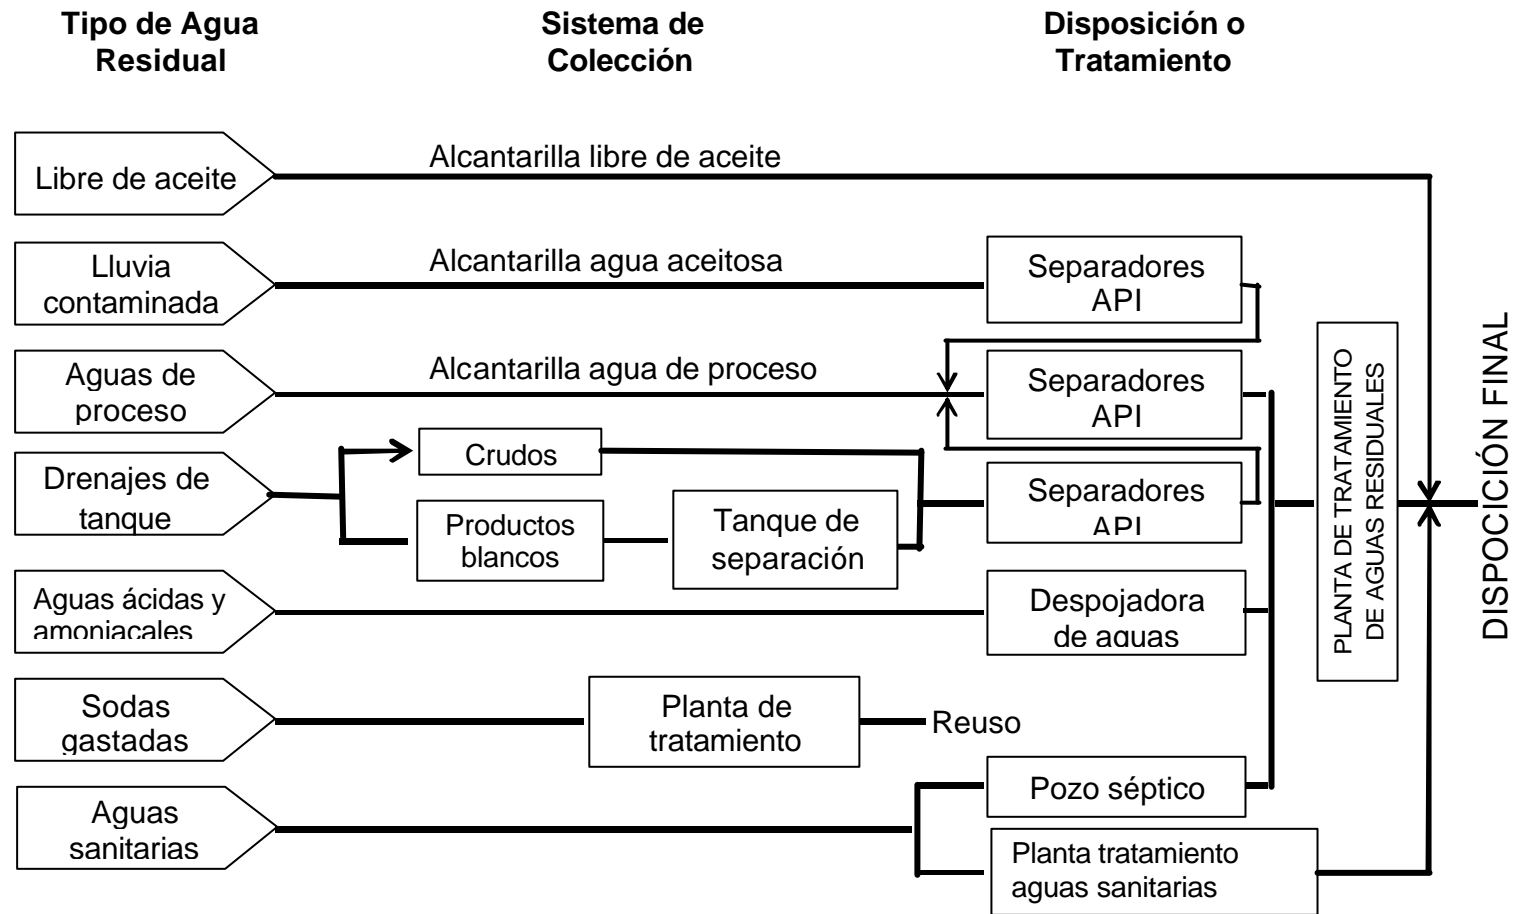 Tipo de Agua
Residual
Sistema de
Colección
Disposición o
Tratamiento
Libre de aceite
Alcantarilla libre de aceite
Lluvia
contaminada
Alcantarilla agua aceitosa
Separadores
API
Aguas de
proceso
Alcantarilla agua de proceso
Separadores
API
Drenajes de
tanque
Crudos
Productos
blancos
Tanque de
separación
Separadores
API
Aguas ácidas y
amoniacales
Despojadora
de aguas
Sodas
gastadas
Planta de
tratamiento
Reuso
Aguas
sanitarias
Pozo séptico
Planta tratamiento
aguas sanitarias
PLANTA DE TRATAMIENTO
DE AGUAS RESIDUALES
DISPOCICIÓN FINAL